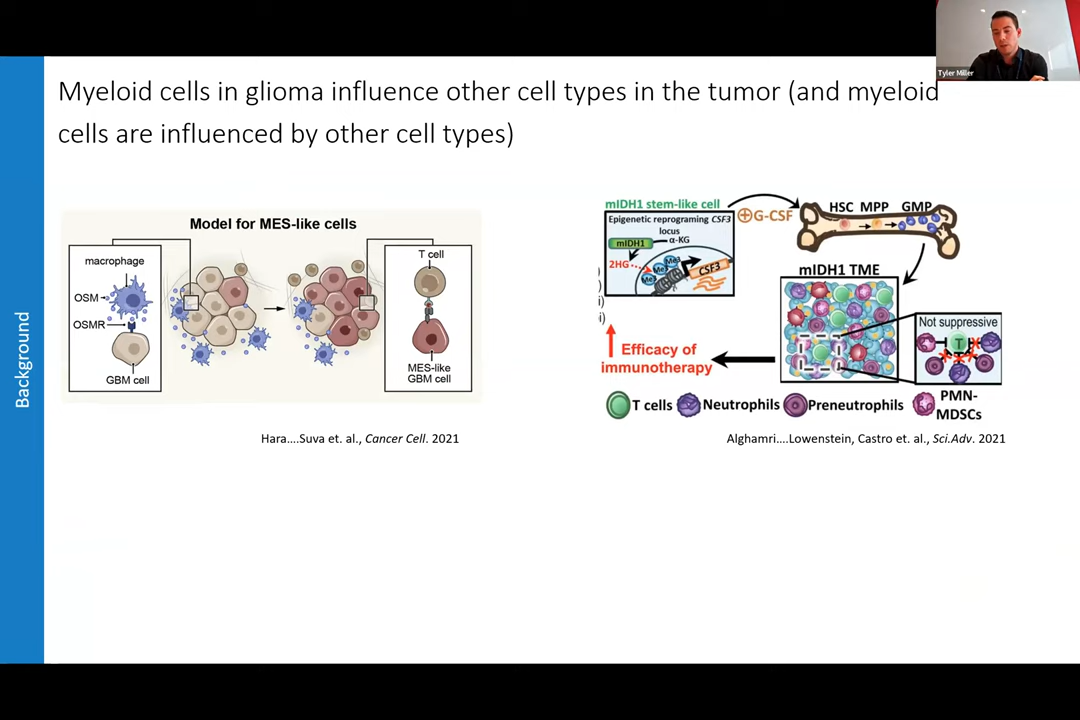 Tyler Miller
Myeloid cells in glioma influence other cell types in the tumor (and myeloid
cells are influenced by other cell types)
Background
Model for MES-like cells
macrophage
OSM
OSMR
GBM cell
T cell
MES-like
GBM cell
Hara....Suva et. al., Cancer Cell. 2021
mIDH1 stem-like cell
Epigenetic reprograming CSF3
locus
mIDH1
α-KG
2HG
Me3
Me3
Me3
CSF3
⊕G-CSF
HSC MPP GMP
mIDH1 TME
Not suppressive
T
)
)
i)
i)
Efficacy of
immunotherapy
T cells Neutrophils Preneutrophils PMN-
MDSCs
Alghamri....Lowenstein, Castro et. al., Sci.Adv. 2021